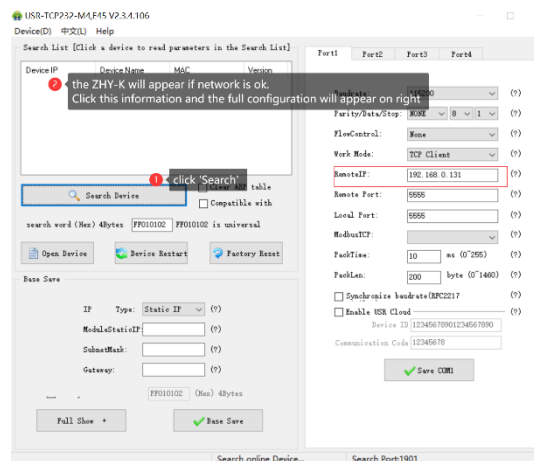 USR-TCP232-M4,E45 V2.3.4.106
Device(D) 中文(L) Help
Search List [Click a device to read parameters in the Search List]
Device IP Device Name MAC Version
2 the ZHY-K will appear if network is ok.
Click this information and the full configuration will appear on right
1 click 'Search'
Search Device
Clear ARP table
Compatible with
search word (Hex) 4Bytes FF010102 FF010102 is universal
Open Device Device Restart Factory Reset
Base Save
IP Type: Static IP (?)
ModuleStaticIP: (?)
SubnetMask: (?)
Gateway: (?)
FF010102 (Hex) 4Bytes
Full Show + Base Save
Port1 Port2 Port3 Port4
Baudrate: 115200 (?)
Parity/Data/Stop: NONE 8 1 (?)
FlowControl: None (?)
Work Mode: TCP Client (?)
RemoteIP: 192.168.0.131 (?)
Remote Port: 5555 (?)
Local Port: 5555 (?)
ModbusTCP: (?)
PackTime: 10 ms (0~255) (?)
PackLen: 200 byte (0~1460) (?)
Synchronize baudrate(RFC2217 (?)
Enable USR Cloud (?)
Device ID 12345678901234567890
Communication Code 12345678
Save COM1
Search online Device... Search Port:1901